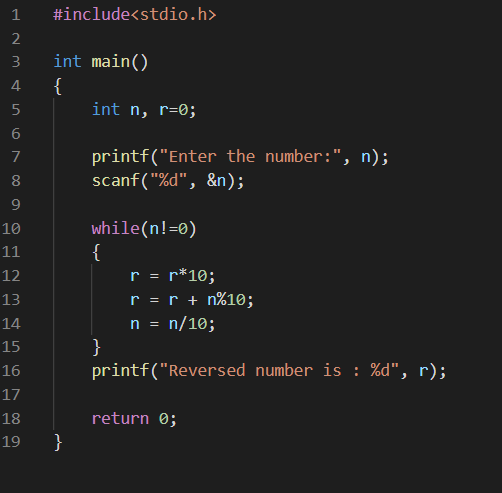 1 #include<stdio.h>
2
3 int main()
4 {
5     int n, r=0;
6
7     printf("Enter the number:", n);
8     scanf("%d", &n);
9
10     while(n!=0)
11     {
12         r = r*10;
13         r = r + n%10;
14         n = n/10;
15     }
16     printf("Reversed number is : %d", r);
17
18     return 0;
19 }